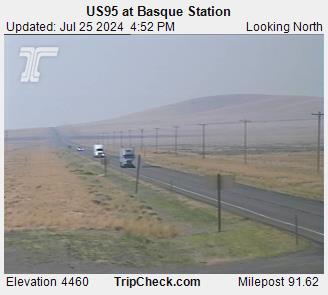 US95 at Basque Station
Updated: Jul 25 2024  4:52 PM Looking North
Elevation 4460 TripCheck.com Milepost 91.62